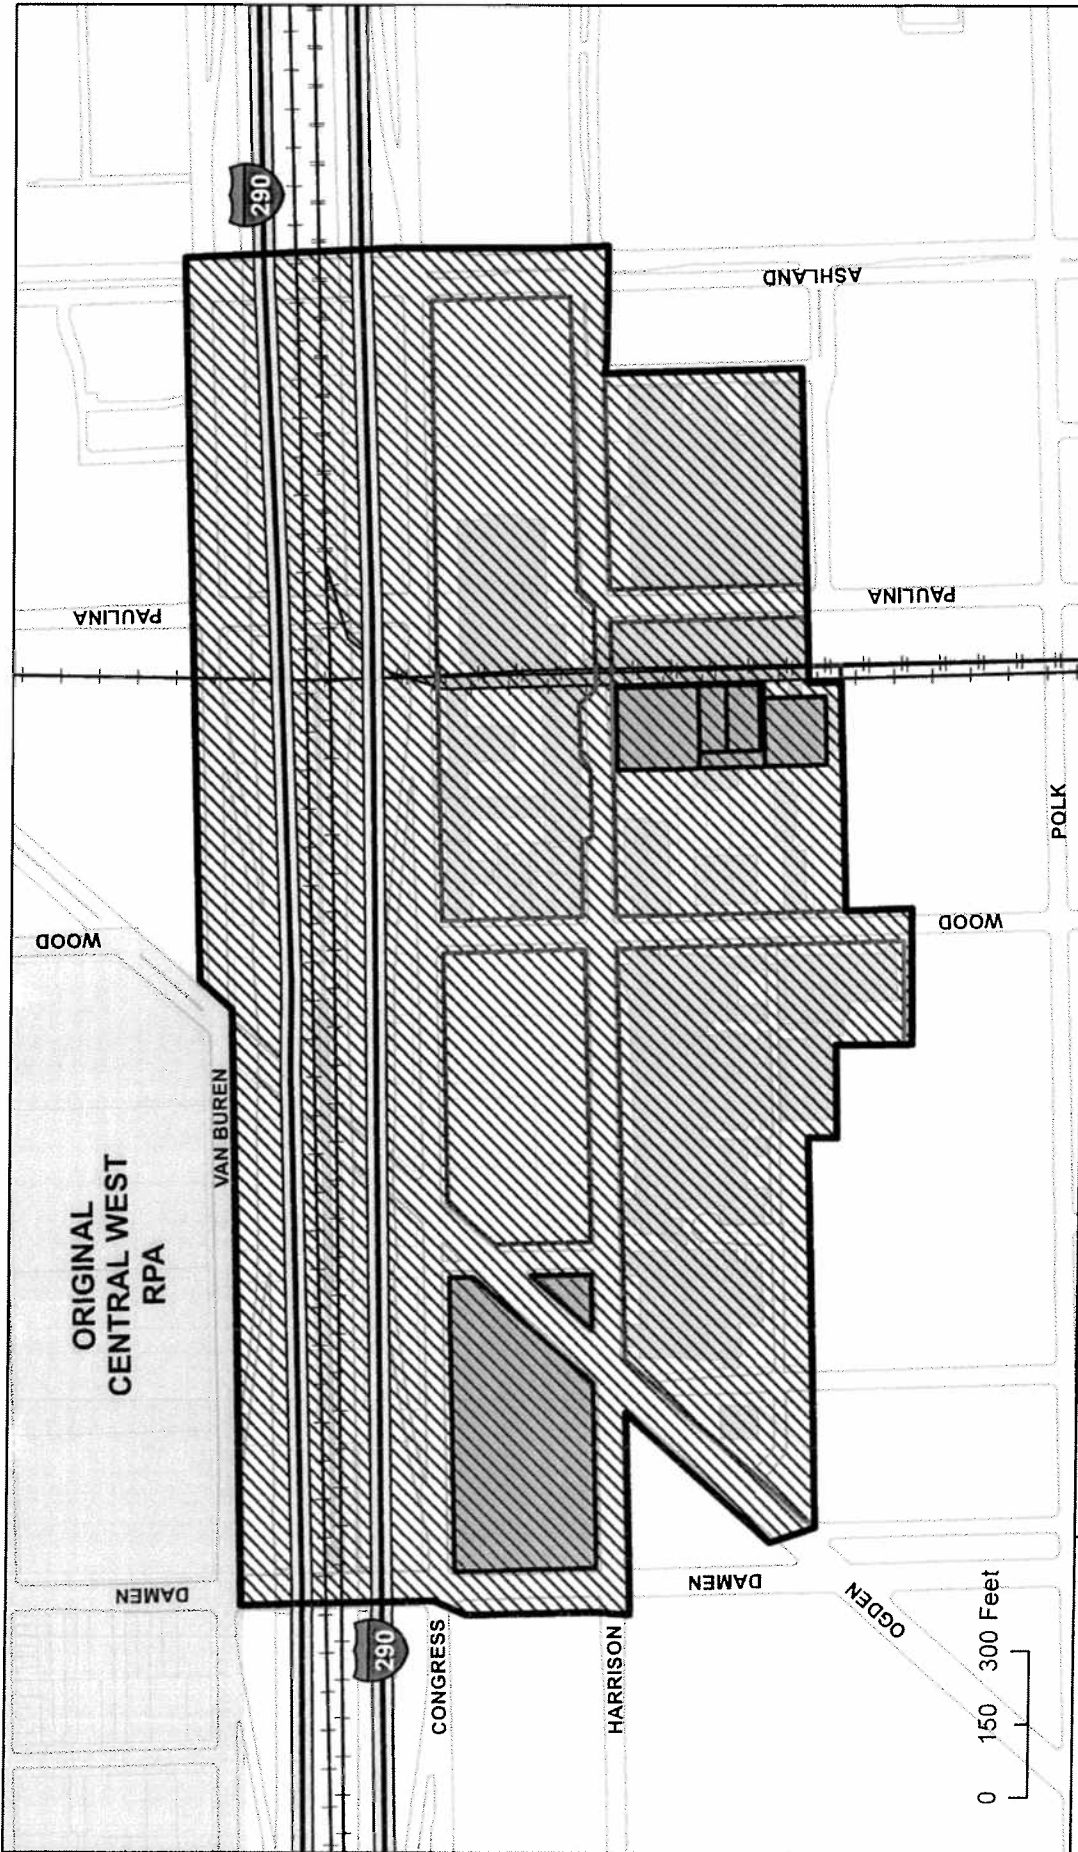 ORIGINAL
CENTRAL WEST
RPA
DAMEN
VAN BUREN
WOOD
PAULINA
290
290
CONGRESS
HARRISON
DAMEN
OGDEN
WOOD
POLK
PAULINA
ASHLAND
0 150 300 Feet